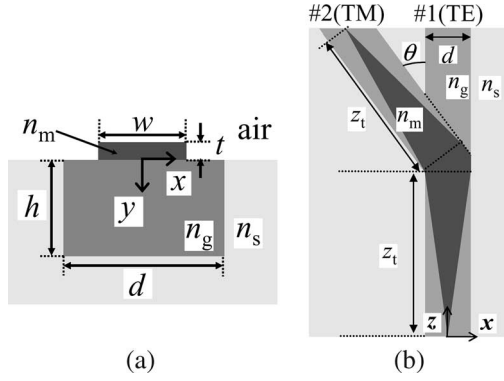 w
air
n_m
t
x
h
y
n_g n_s
d
(a)
#2(TM) #1(TE)
θ d
n_g n_s
z_t n_m
z_t
z x
(b)